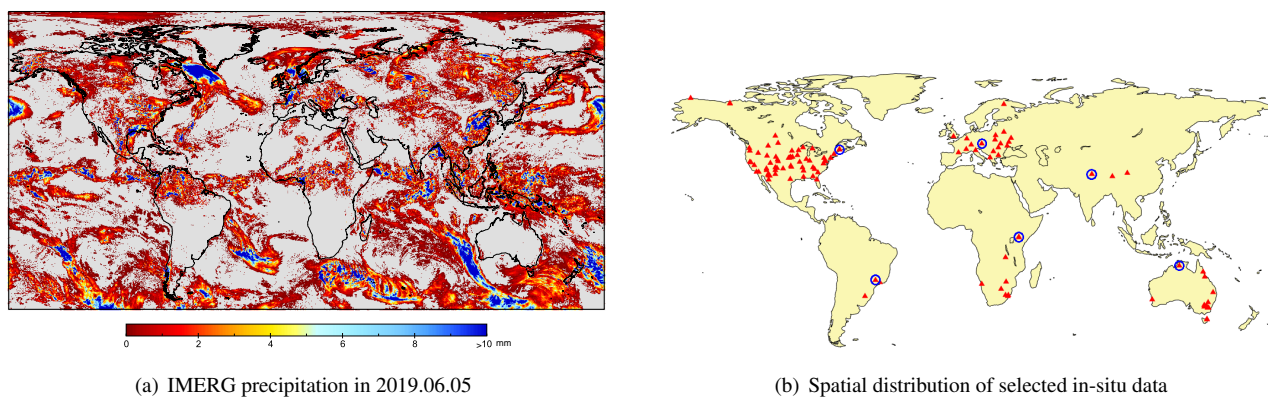 0 2 4 6 8 >10 mm
(a) IMERG precipitation in 2019.06.05
(b) Spatial distribution of selected in-situ data